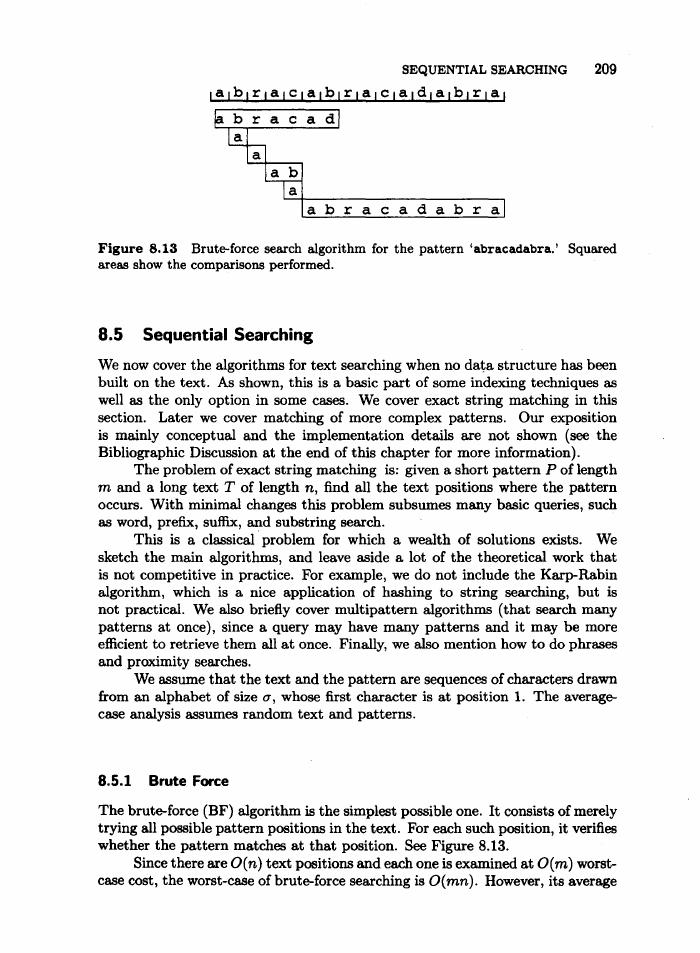 SEQUENTIAL SEARCHING 209
a b r a c a b r a c a d a b r a
a b r a c a d
a
a
a b
a
a b r a c a d a b r a
Figure 8.13 Brute-force search algorithm for the pattern ‘abracadabra.’ Squared
areas show the comparisons performed.
8.5 Sequential Searching
We now cover the algorithms for text searching when no data structure has been
built on the text. As shown, this is a basic part of some indexing techniques as
well as the only option in some cases. We cover exact string matching in this
section. Later we cover matching of more complex patterns. Our exposition
is mainly conceptual and the implementation details are not shown (see the
Bibliographic Discussion at the end of this chapter for more information).
The problem of exact string matching is: given a short pattern P of length
m and a long text T of length n, find all the text positions where the pattern
occurs. With minimal changes this problem subsumes many basic queries, such
as word, prefix, suffix, and substring search.
This is a classical problem for which a wealth of solutions exists. We
sketch the main algorithms, and leave aside a lot of the theoretical work that
is not competitive in practice. For example, we do not include the Karp-Rabin
algorithm, which is a nice application of hashing to string searching, but is
not practical. We also briefly cover multipattern algorithms (that search many
patterns at once), since a query may have many patterns and it may be more
efficient to retrieve them all at once. Finally, we also mention how to do phrases
and proximity searches.
We assume that the text and the pattern are sequences of characters drawn
from an alphabet of size σ, whose first character is at position 1. The average-
case analysis assumes random text and patterns.
8.5.1 Brute Force
The brute-force (BF) algorithm is the simplest possible one. It consists of merely
trying all possible pattern positions in the text. For each such position, it verifies
whether the pattern matches at that position. See Figure 8.13.
Since there are O(n) text positions and each one is examined at O(m) worst-
case cost, the worst-case of brute-force searching is O(mn). However, its average